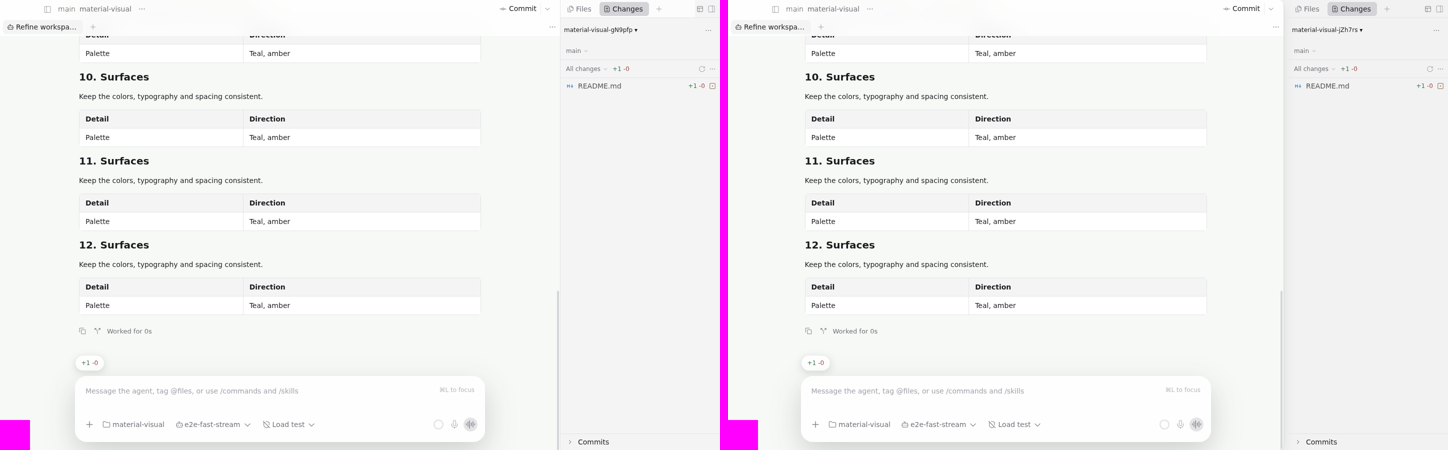 main material-visual ...
Commit
Files
Changes
Refine workspa...
material-visual-gN9pfp
main
All changes +1 -0
README.md +1 -0
Detail Direction
Palette Teal, amber
10. Surfaces
Keep the colors, typography and spacing consistent.
Detail Direction
Palette Teal, amber
11. Surfaces
Keep the colors, typography and spacing consistent.
Detail Direction
Palette Teal, amber
12. Surfaces
Keep the colors, typography and spacing consistent.
Detail Direction
Palette Teal, amber
Worked for 0s
+1 -0
Message the agent, tag @files, or use /commands and /skills
⌘L to focus
material-visual e2e-fast-stream Load test
Commits
main material-visual ...
Commit
Files
Changes
Refine workspa...
material-visual-jZh7rs
main
All changes +1 -0
README.md +1 -0
Detail Direction
Palette Teal, amber
10. Surfaces
Keep the colors, typography and spacing consistent.
Detail Direction
Palette Teal, amber
11. Surfaces
Keep the colors, typography and spacing consistent.
Detail Direction
Palette Teal, amber
12. Surfaces
Keep the colors, typography and spacing consistent.
Detail Direction
Palette Teal, amber
Worked for 0s
+1 -0
Message the agent, tag @files, or use /commands and /skills
⌘L to focus
material-visual e2e-fast-stream Load test
Commits